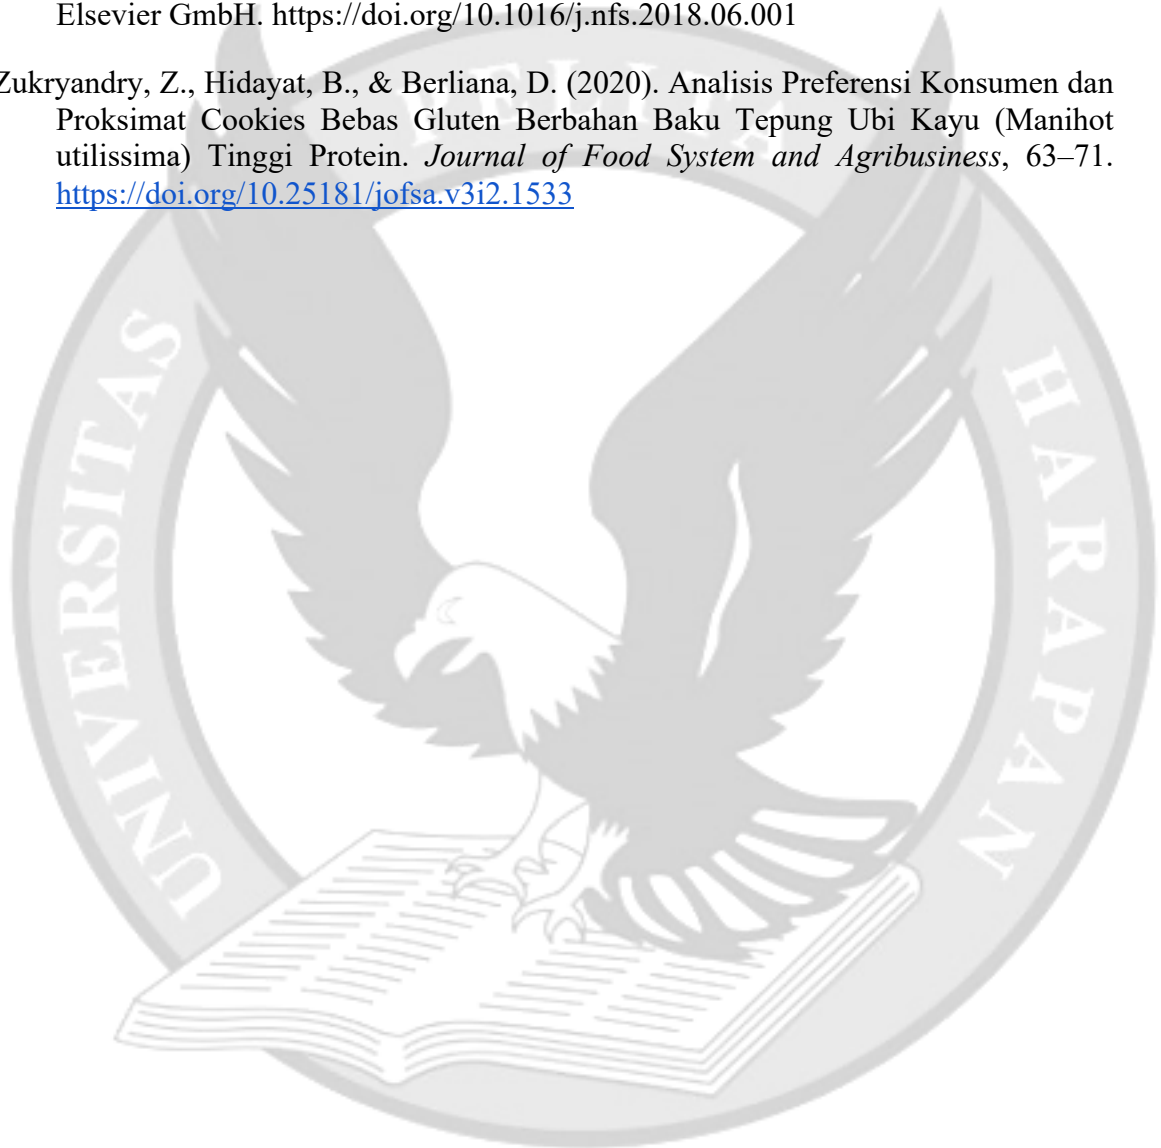 Elsevier GmbH. https://doi.org/10.1016/j.nfs.2018.06.001
Zukryandry, Z., Hidayat, B., & Berliana, D. (2020). Analisis Preferensi Konsumen dan
Proksimat Cookies Bebas Gluten Berbahan Baku Tepung Ubi Kayu (Manihot
utilissima) Tinggi Protein. Journal of Food System and Agribusiness, 63–71.
https://doi.org/10.25181/jofsa.v3i2.1533
UNIVERSITAS
PELITA
HARAPAN